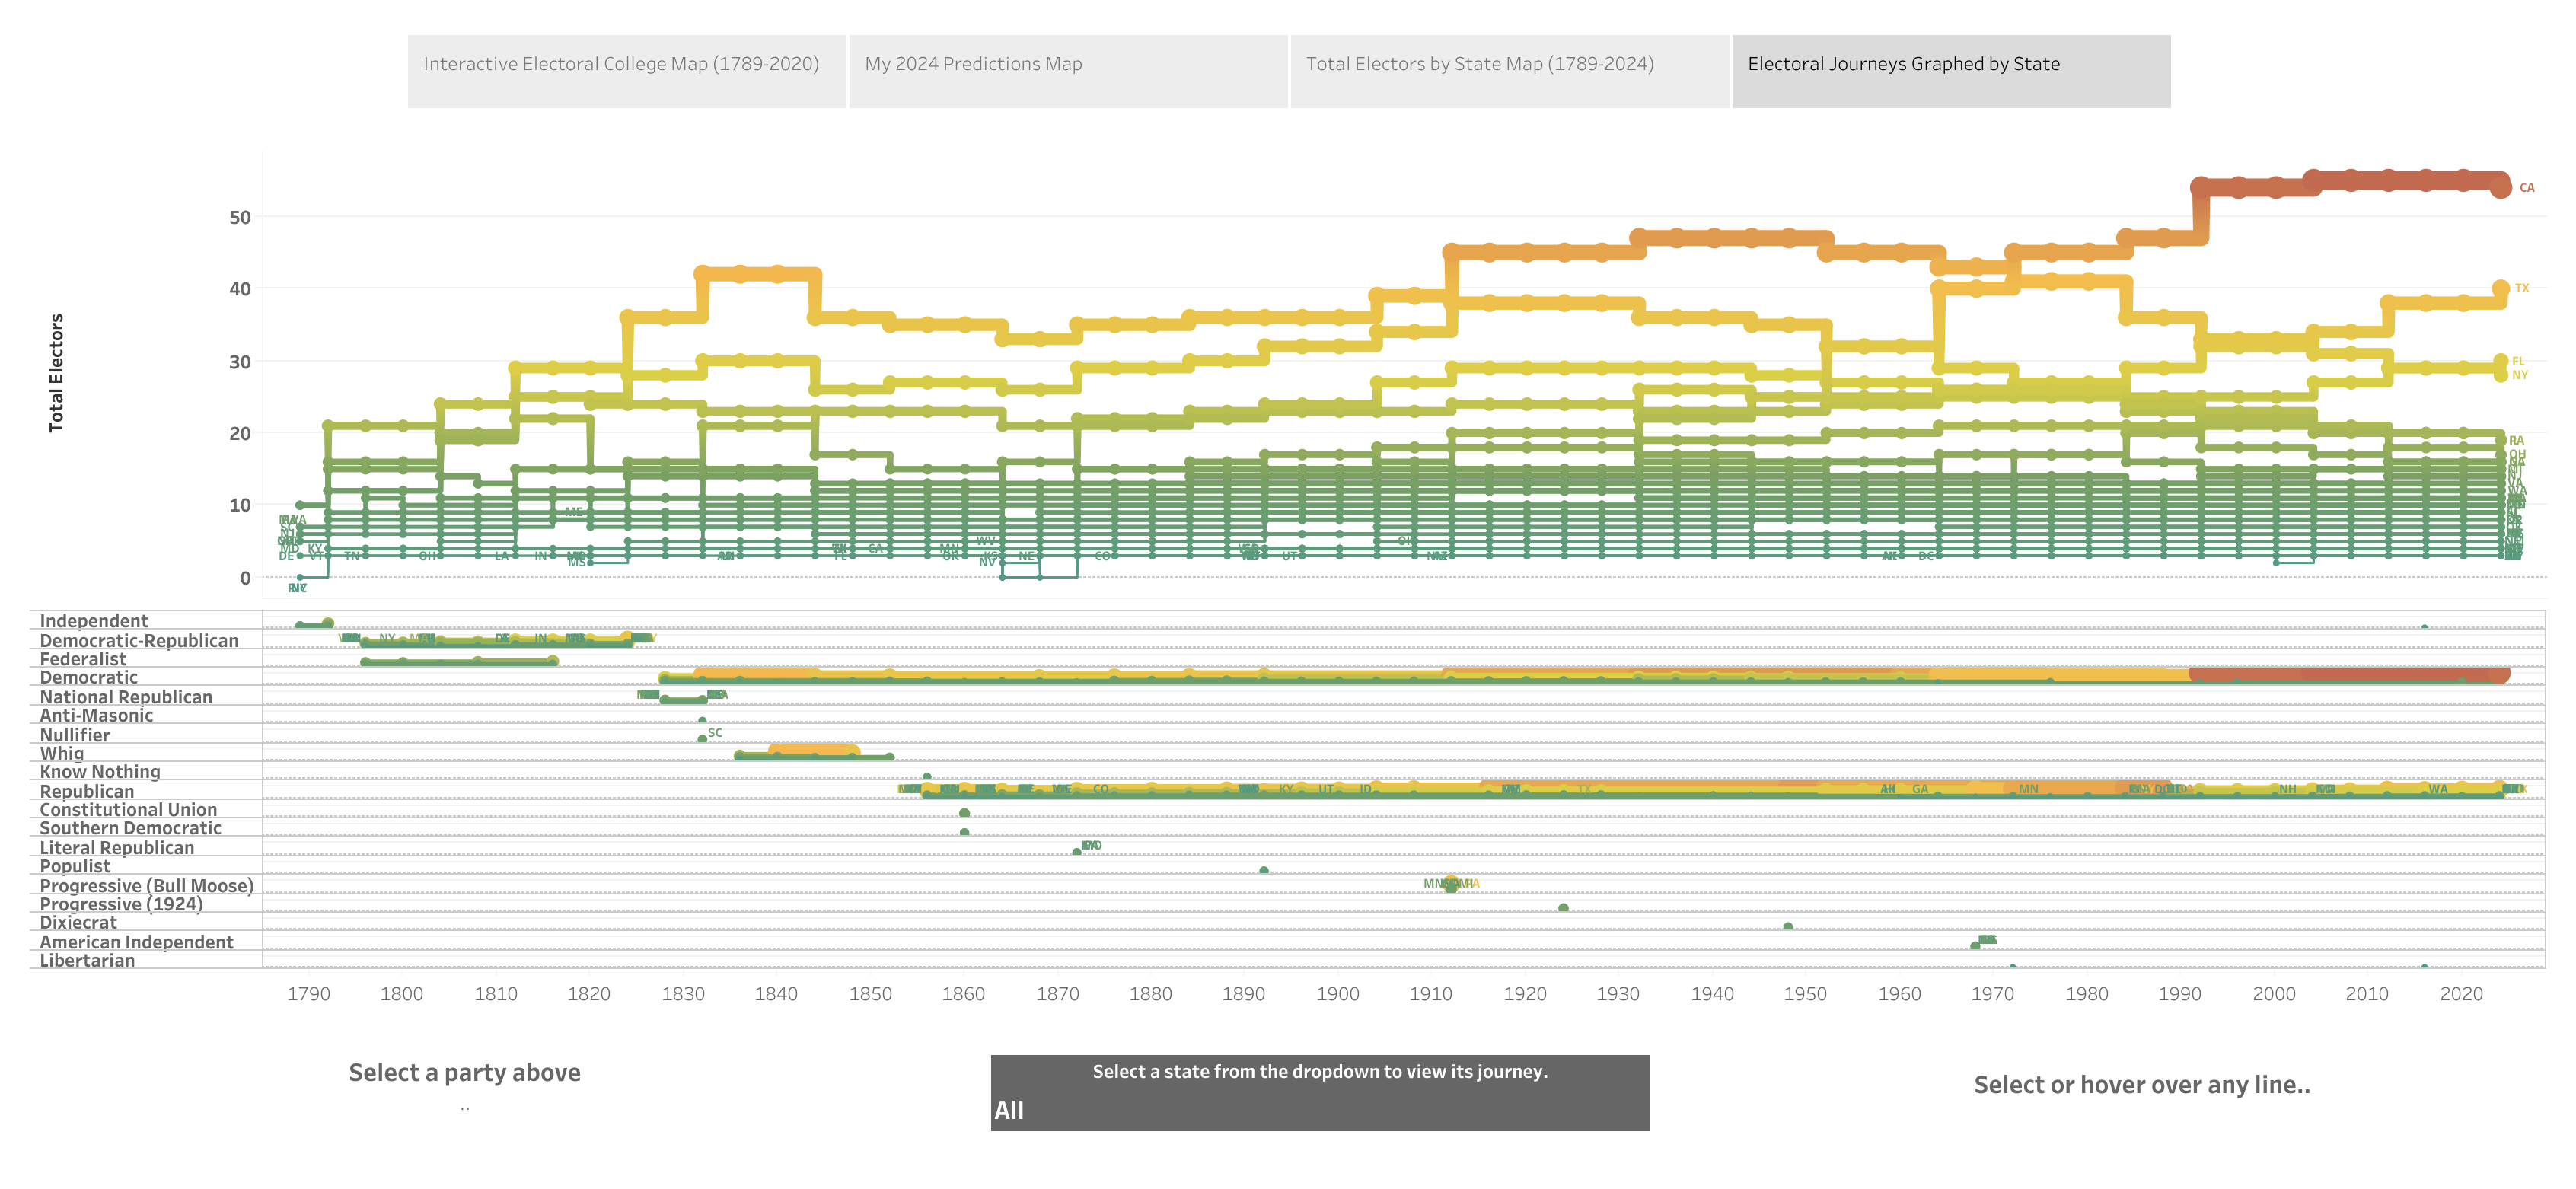 Interactive Electoral College Map (1789-2020)
My 2024 Predictions Map
Total Electors by State Map (1789-2024)
Electoral Journeys Graphed by State
Total Electors
50
40
30
20
10
0
CA
TX
FL
NY
OH
WA
ME
SC
MD KY
DE VT TN OH LA IN
MS
FL
CA
MN
WV
OR KS NE
NV
CO
UT
OK
DC
Independent
Democratic-Republican
NY
IN
Federalist
Democratic
National Republican
Anti-Masonic
Nullifier
SC
Whig
Know Nothing
Republican
CO
KY
UT
ID
TX
GA
MN
NH
WA
Constitutional Union
Southern Democratic
Literal Republican
Populist
Progressive (Bull Moose)
Progressive (1924)
Dixiecrat
American Independent
Libertarian
1790 1800 1810 1820 1830 1840 1850 1860 1870 1880 1890 1900 1910 1920 1930 1940 1950 1960 1970 1980 1990 2000 2010 2020
Select a party above
..
Select a state from the dropdown to view its journey.
All
Select or hover over any line..